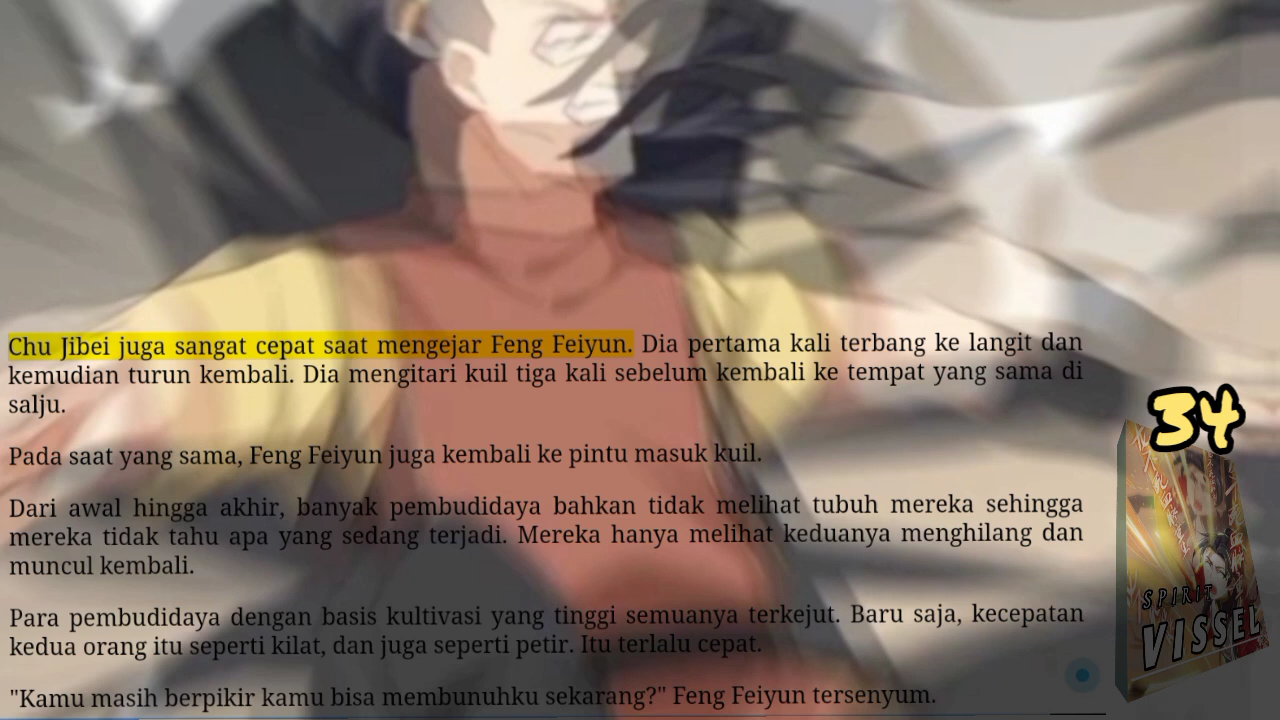 Chu Jibei juga sangat cepat saat mengejar Feng Feiyun. Dia pertama kali terbang ke langit dan
kemudian turun kembali. Dia mengitari kuil tiga kali sebelum kembali ke tempat yang sama di
salju.
Pada saat yang sama, Feng Feiyun juga kembali ke pintu masuk kuil.
Dari awal hingga akhir, banyak pembudidaya bahkan tidak melihat tubuh mereka sehingga
mereka tidak tahu apa yang sedang terjadi. Mereka hanya melihat keduanya menghilang dan
muncul kembali.
Para pembudidaya dengan basis kultivasi yang tinggi semuanya terkejut. Baru saja, kecepatan
kedua orang itu seperti kilat, dan juga seperti petir. Itu terlalu cepat.
"Kamu masih berpikir kamu bisa membunuhku sekarang?" Feng Feiyun tersenyum.
34
SPIRIT
VISSEL